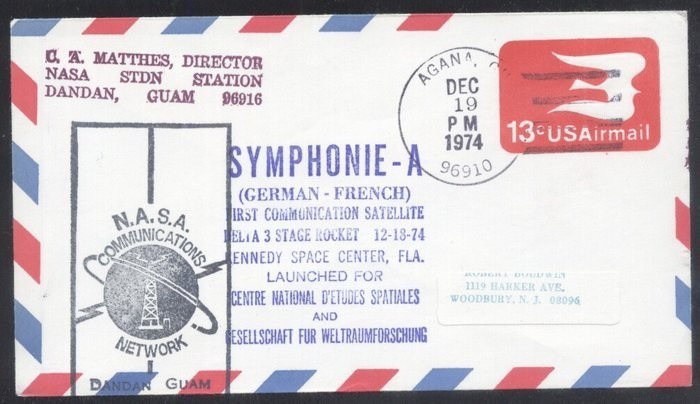 C. A. MATTHES, DIRECTOR
NASA STDN STATION
DANDAN, GUAM 96916
AGANA,
DEC
19
PM
1974
96910
13c USAirmail
SYMPHONIE-A
(GERMAN - FRENCH)
FIRST COMMUNICATION SATELLITE
DELTA 3 STAGE ROCKET 12-18-74
KENNEDY SPACE CENTER, FLA.
LAUNCHED FOR
CENTRE NATIONAL D'ETUDES SPATIALES
AND
GESELLSCHAFT FUR WELTRAUMFORSCHUNG
N.A.S.A.
COMMUNICATIONS
NETWORK
DANDAN GUAM
ROBERT BOUDWIN
1119 HARKER AVE.
WOODBURY, N. J. 08096